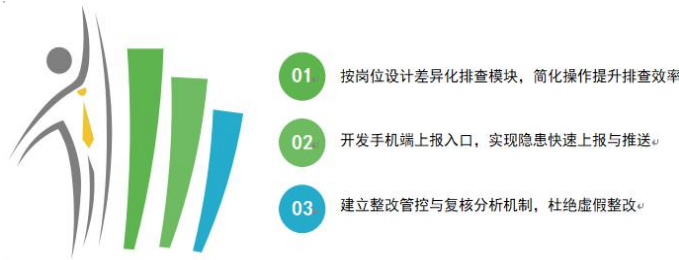 01 按岗位设计差异化排查模块，简化操作提升排查效率
02 开发手机端上报入口，实现隐患快速上报与推送
03 建立整改管控与复核分析机制，杜绝虚假整改